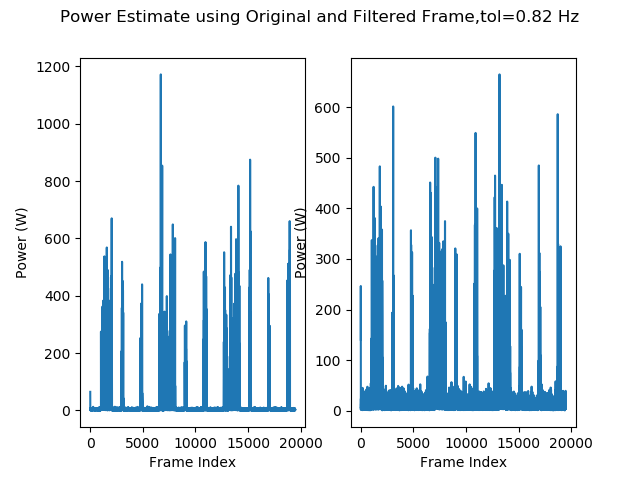 Power Estimate using Original and Filtered Frame,tol=0.82 Hz
Power (W)
1200
1000
800
600
400
200
0
0 5000 10000 15000 20000
Frame Index
Power (W)
600
500
400
300
200
100
0
0 5000 10000 15000 20000
Frame Index